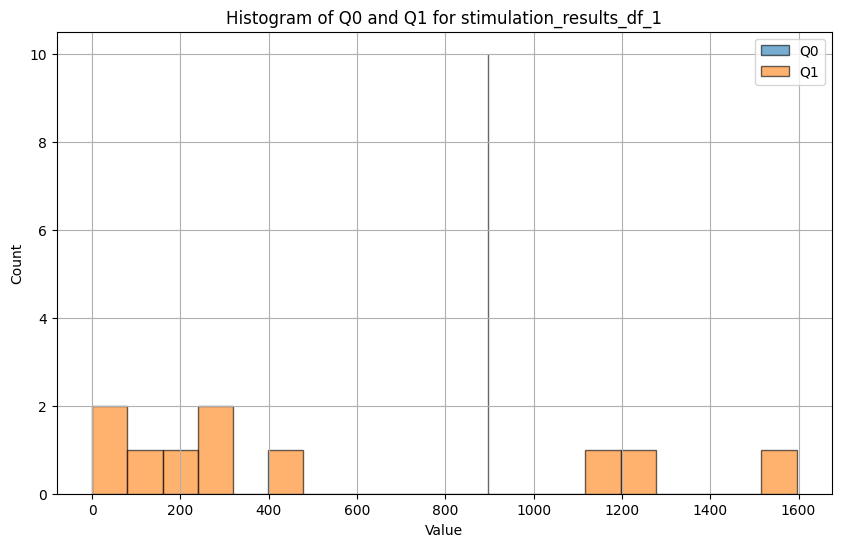 Histogram of Q0 and Q1 for stimulation_results_df_1
Q0
Q1
10
8
6
4
2
0
Count
0 200 400 600 800 1000 1200 1400 1600
Value